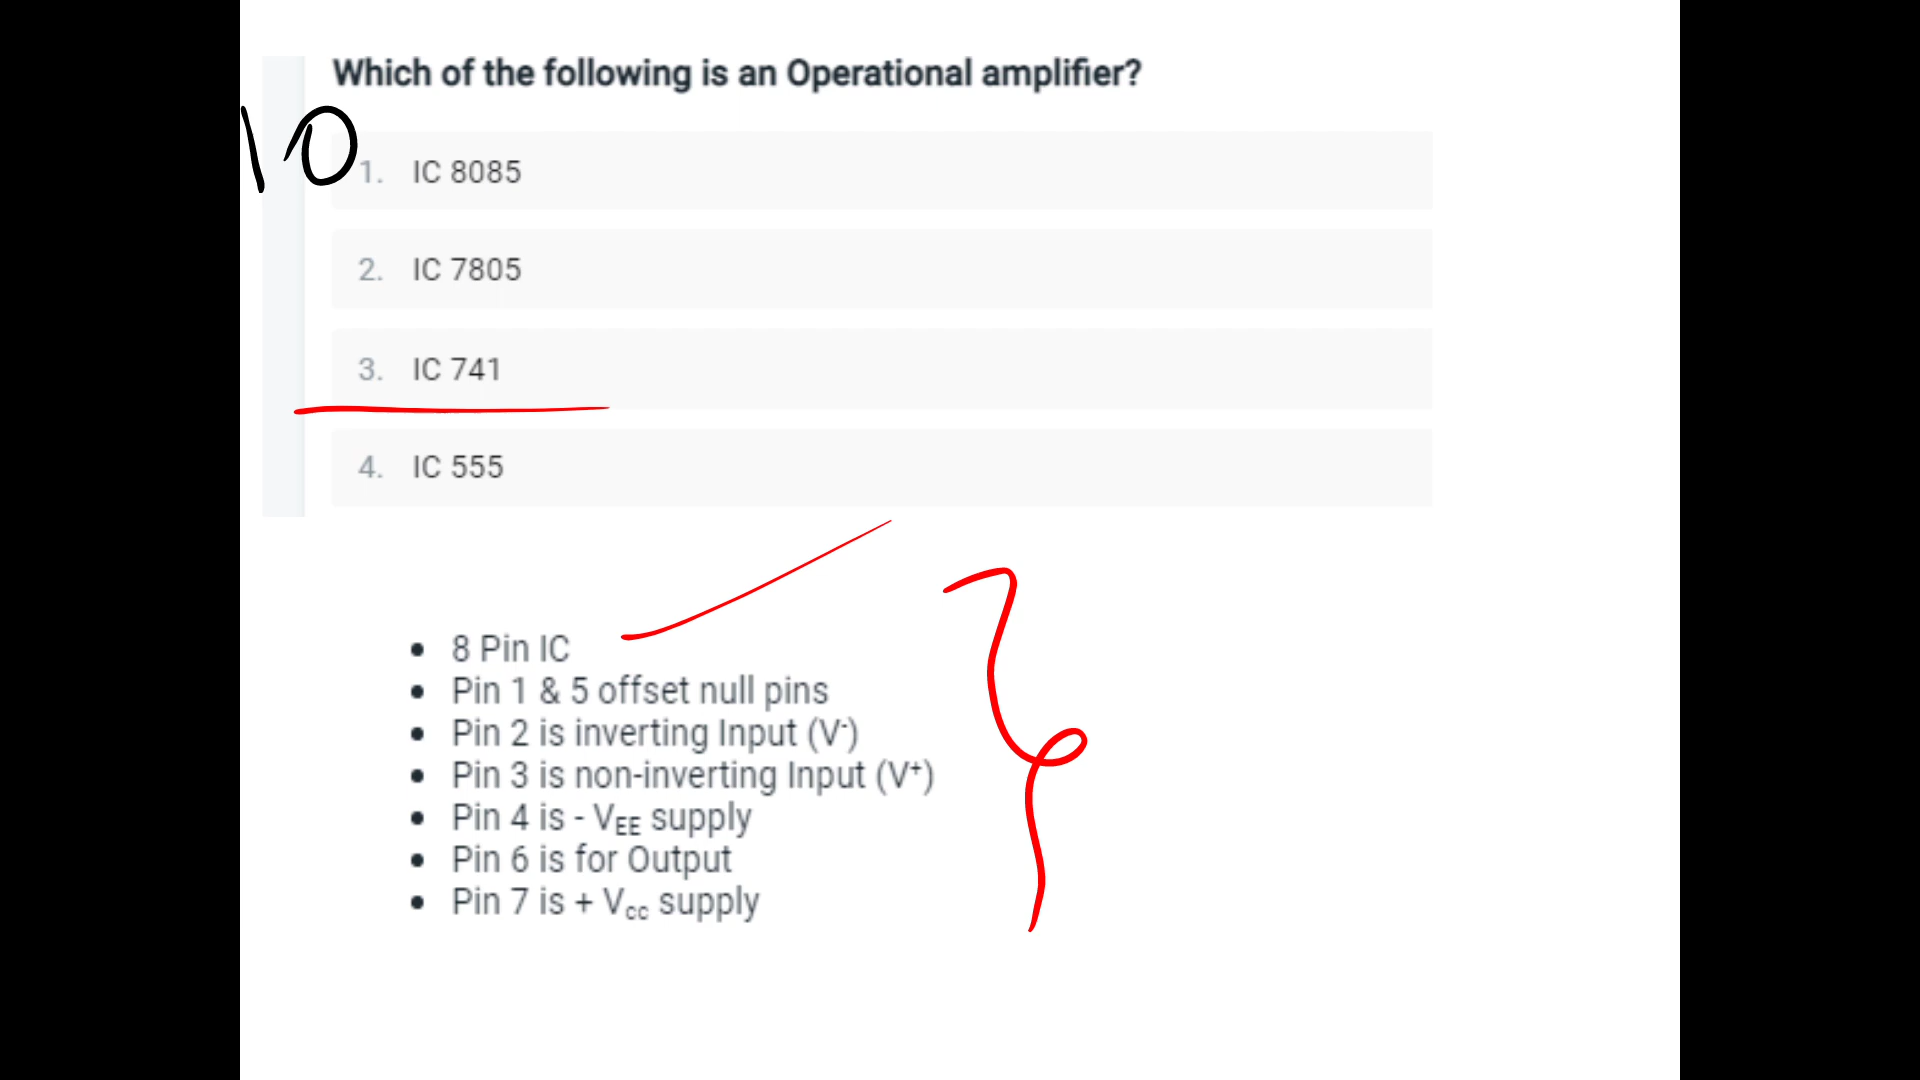 Which of the following is an Operational amplifier?
10
1. IC 8085
2. IC 7805
3. IC 741
4. IC 555
• 8 Pin IC
• Pin 1 & 5 offset null pins
• Pin 2 is inverting Input (V⁻)
• Pin 3 is non-inverting Input (V⁺)
• Pin 4 is - V_EE supply
• Pin 6 is for Output
• Pin 7 is + V_cc supply